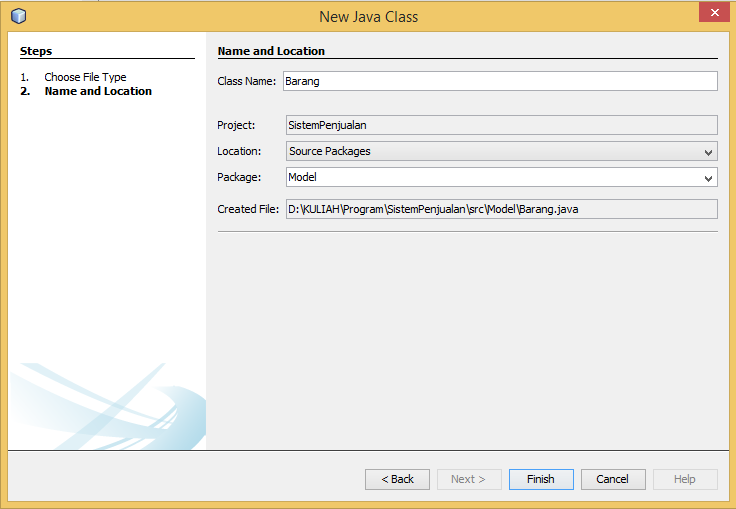 New Java Class
Steps
1. Choose File Type
2. Name and Location
Name and Location
Class Name: Barang
Project: SistemPenjualan
Location: Source Packages
Package: Model
Created File: D:\KULIAH\Program\SistemPenjualan\src\Model\Barang.java
< Back Next > Finish Cancel Help